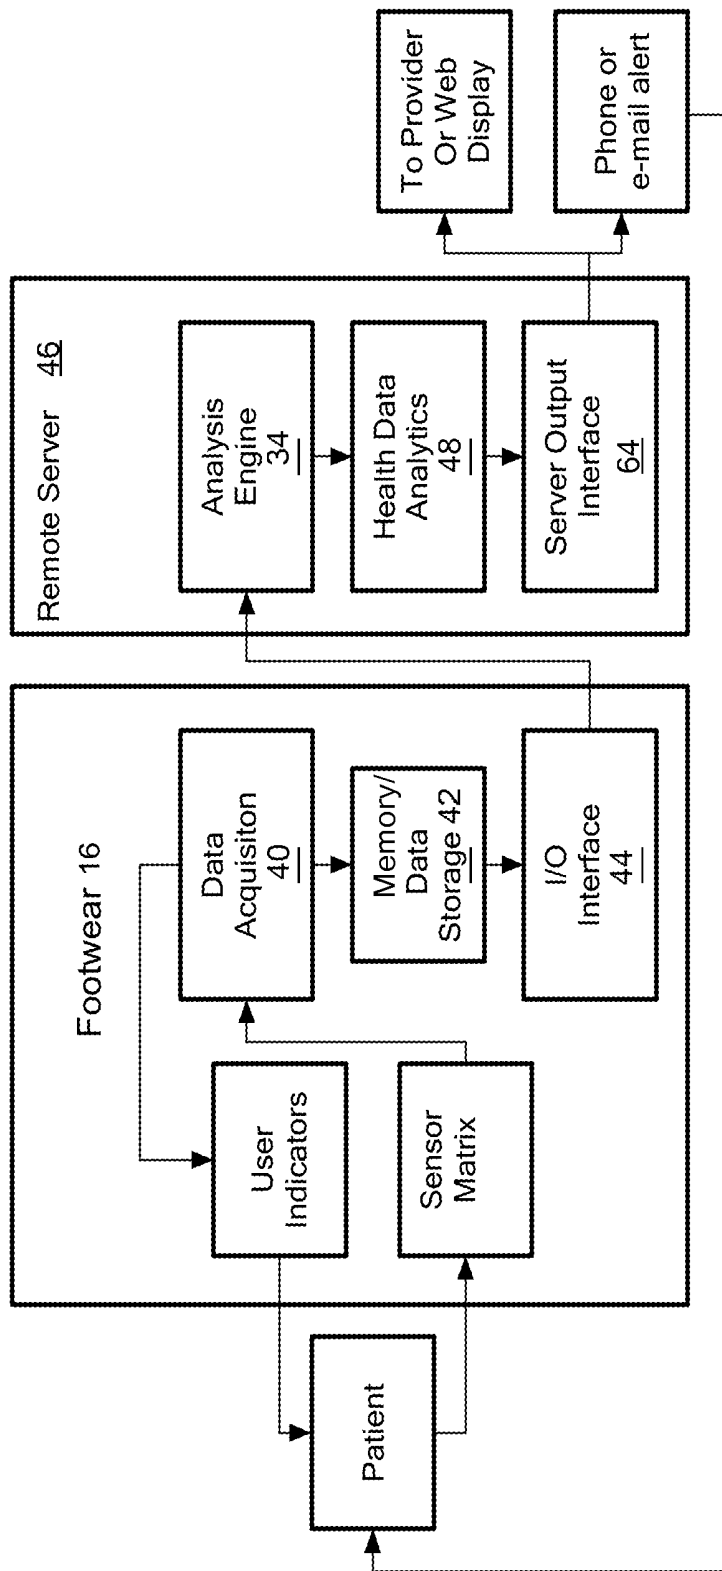 Patient
Footwear 16
User
Indicators
Sensor
Matrix
Data
Acquisiton
40
Memory/
Data
Storage 42
I/O
Interface
44
Remote Server 46
Analysis
Engine
34
Health Data
Analytics
48
Server Output
Interface
64
To Provider
Or Web
Display
Phone or
e-mail alert